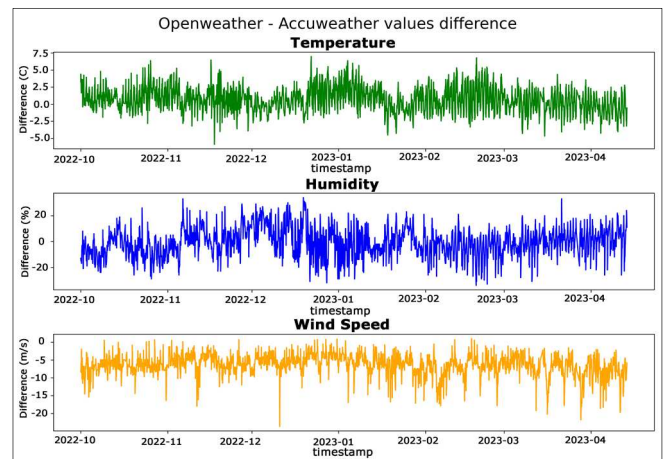 Openweather - Accuweather values difference
Temperature
Difference (C)
7.5
5.0
2.5
0.0
-2.5
-5.0
2022-10 2022-11 2022-12 2023-01 2023-02 2023-03 2023-04
timestamp
Humidity
Difference (%)
20
0
-20
2022-10 2022-11 2022-12 2023-01 2023-02 2023-03 2023-04
timestamp
Wind Speed
Difference (m/s)
0
-5
-10
-15
-20
2022-10 2022-11 2022-12 2023-01 2023-02 2023-03 2023-04
timestamp